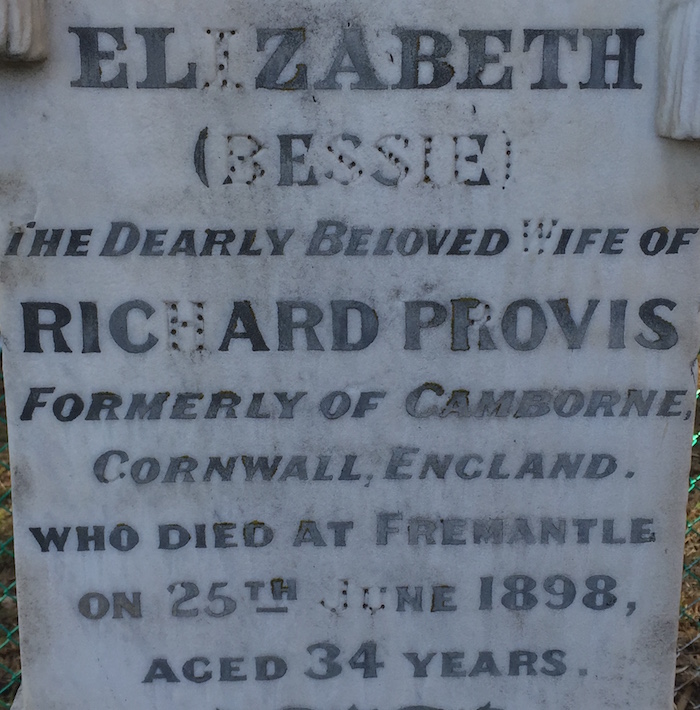 ELIZABETH
(BESSIE)
THE DEARLY BELOVED WIFE OF
RICHARD PROVIS
FORMERLY OF CAMBORNE,
CORNWALL, ENGLAND.
WHO DIED AT FREMANTLE
ON 25TH JUNE 1898,
AGED 34 YEARS.